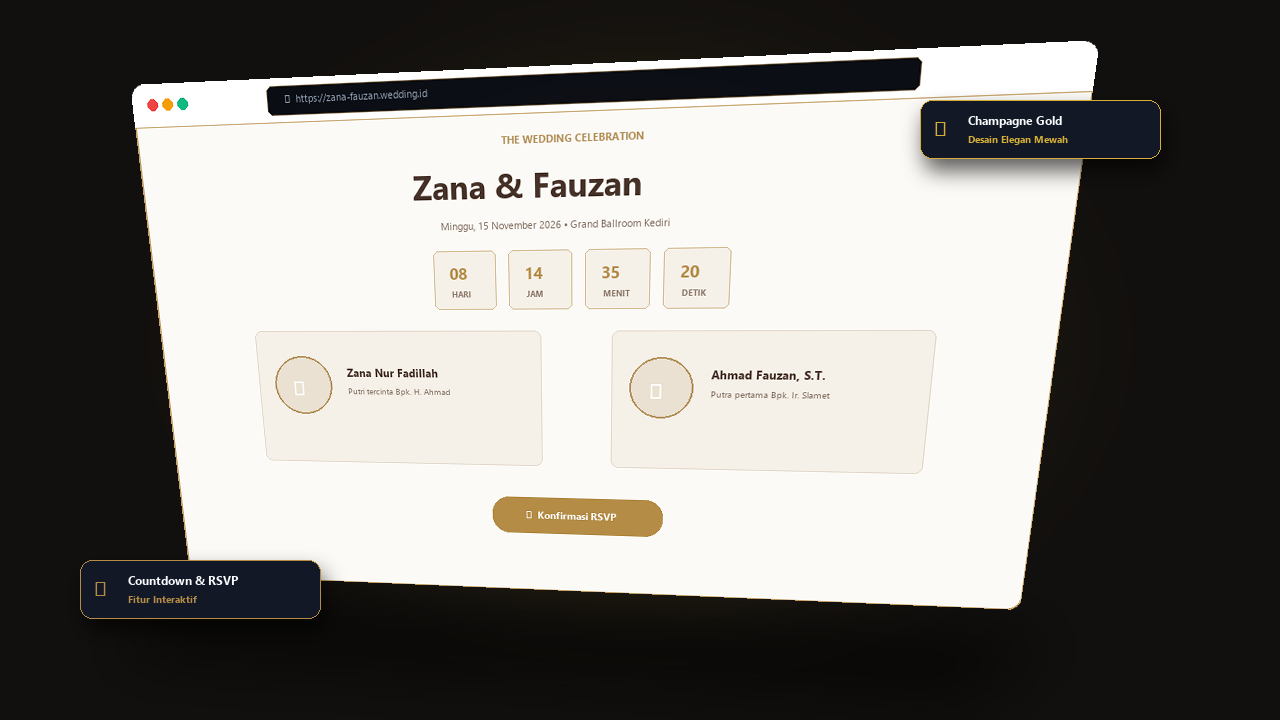 https://zana-fauzan.wedding.id
Champagne Gold
Desain Elegan Mewah
THE WEDDING CELEBRATION
Zana & Fauzan
Minggu, 15 November 2026 • Grand Ballroom Kediri
08 14 35 20
HARI JAM MENIT DETIK
Zana Nur Fadillah
Putri tercinta Bpk. H. Ahmad
Ahmad Fauzan, S.T.
Putra pertama Bpk. Ir. Slamet
Konfirmasi RSVP
Countdown & RSVP
Fitur Interaktif